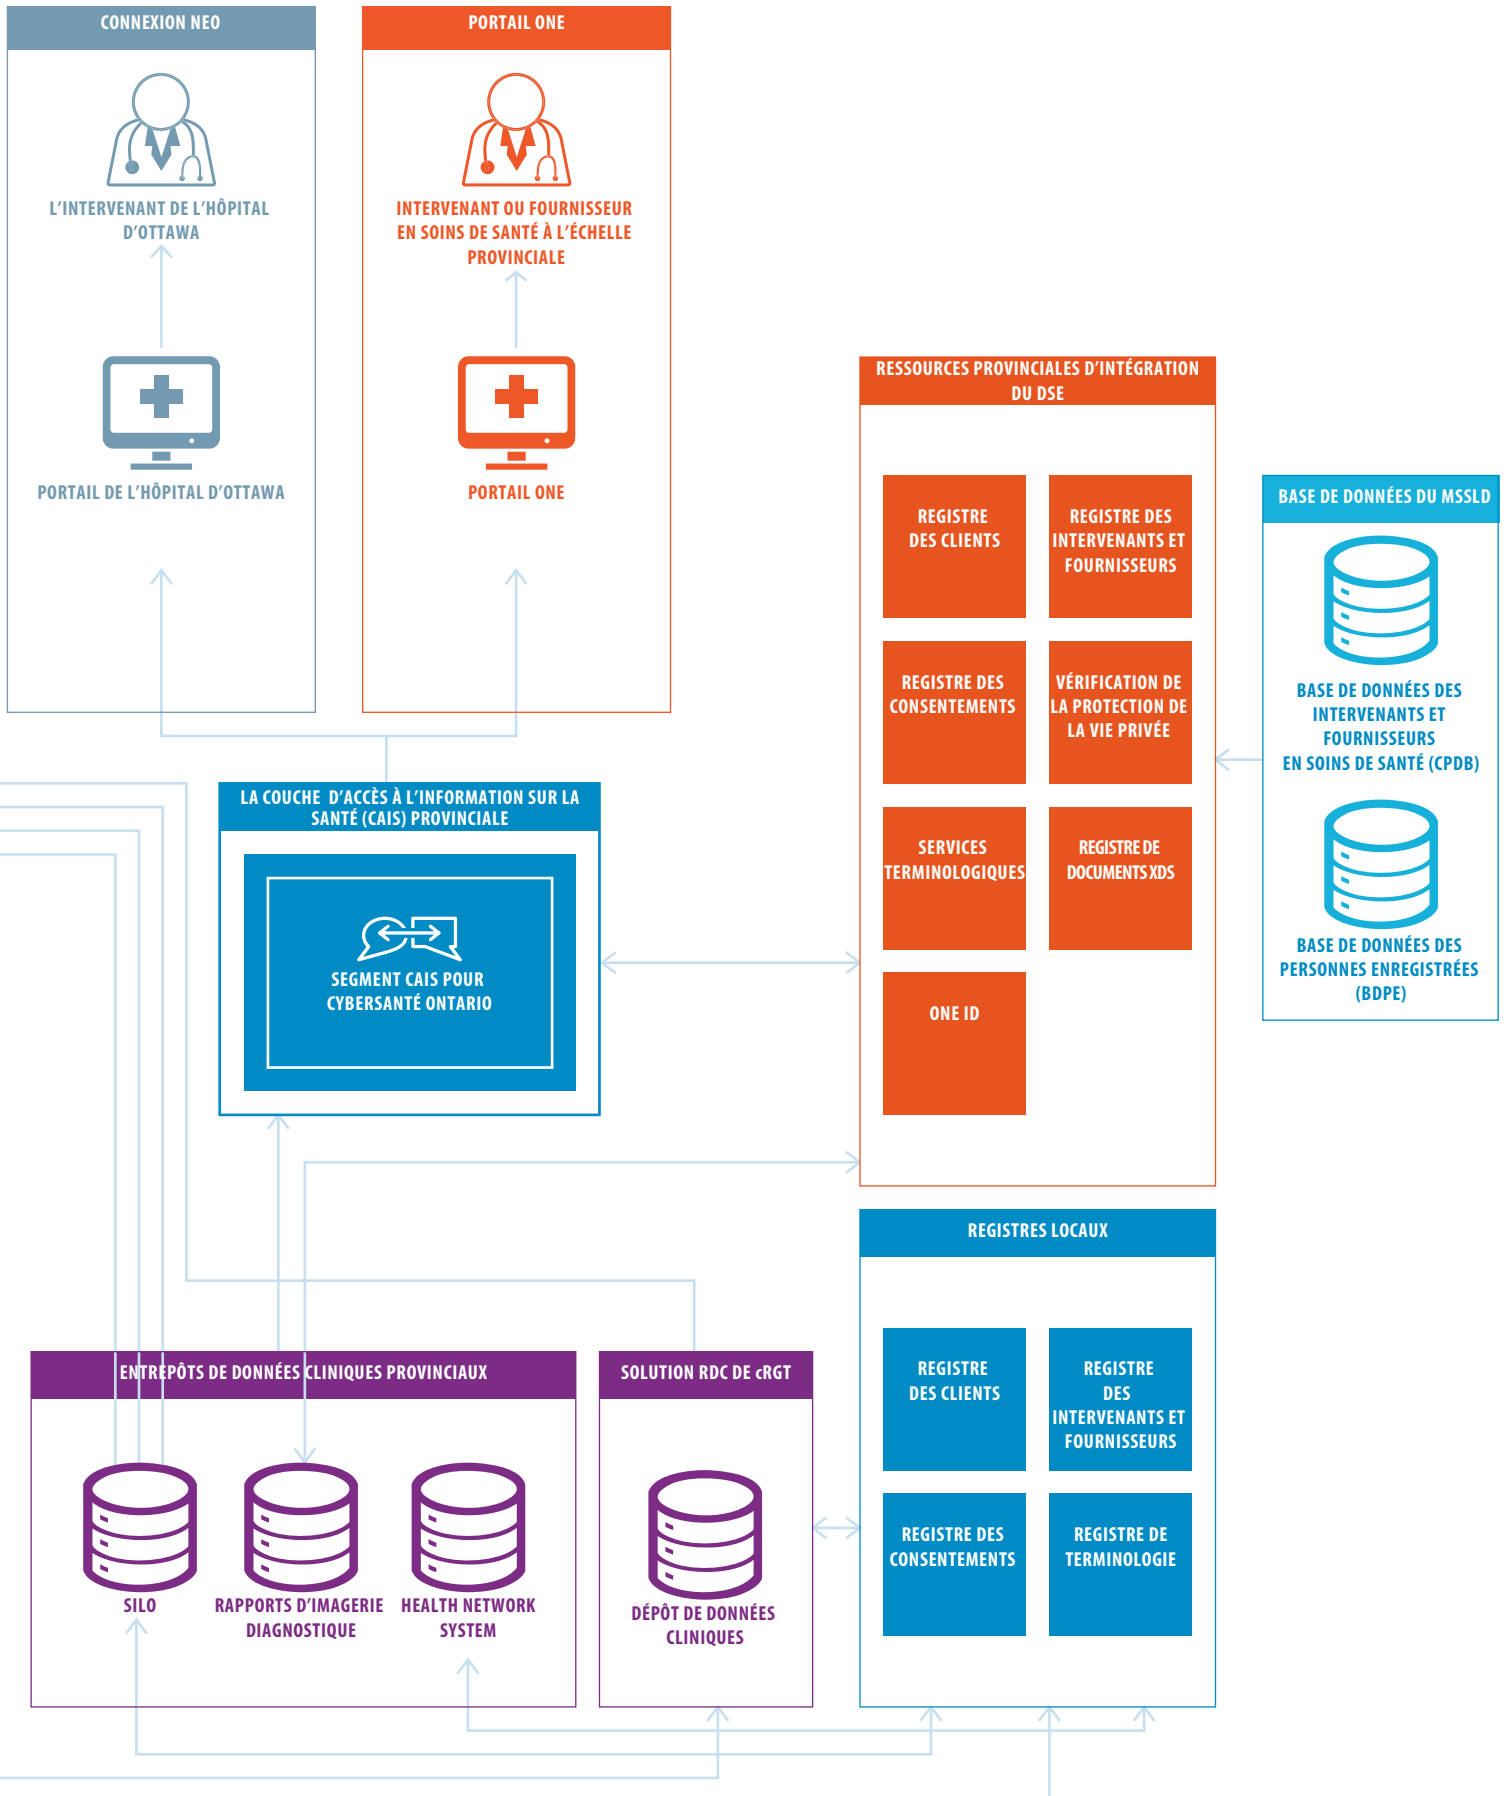 CONNEXION NEO
L'INTERVENANT DE L'HÔPITAL
D'OTTAWA
PORTAIL DE L'HÔPITAL D'OTTAWA
PORTAIL ONE
INTERVENANT OU FOURNISSEUR
EN SOINS DE SANTÉ À L'ÉCHELLE
PROVINCIALE
PORTAIL ONE
RESSOURCES PROVINCIALES D'INTÉGRATION
DU DSE
REGISTRE
DES CLIENTS
REGISTRE DES
INTERVENANTS ET
FOURNISSEURS
REGISTRE DES
CONSENTEMENTS
VÉRIFICATION DE
LA PROTECTION DE
LA VIE PRIVÉE
SERVICES
TERMINOLOGIQUES
REGISTRE DE
DOCUMENTS XDS
ONE ID
BASE DE DONNÉES DU MSSLD
BASE DE DONNÉES DES
INTERVENANTS ET
FOURNISSEURS
EN SOINS DE SANTÉ (CPDB)
BASE DE DONNÉES DES
PERSONNES ENREGISTRÉES
(BDPE)
LA COUCHE D'ACCÈS À L'INFORMATION SUR LA
SANTÉ (CAIS) PROVINCIALE
SEGMENT CAIS POUR
CYBERSANTÉ ONTARIO
REGISTRES LOCAUX
REGISTRE
DES CLIENTS
REGISTRE
DES
INTERVENANTS ET
FOURNISSEURS
REGISTRE DES
CONSENTEMENTS
REGISTRE DE
TERMINOLOGIE
ENTREPÔTS DE DONNÉES CLINIQUES PROVINCIAUX
SILO
RAPPORTS D'IMAGERIE
DIAGNOSTIQUE
HEALTH NETWORK
SYSTEM
SOLUTION RDC DE cRGT
DÉPÔT DE DONNÉES
CLINIQUES